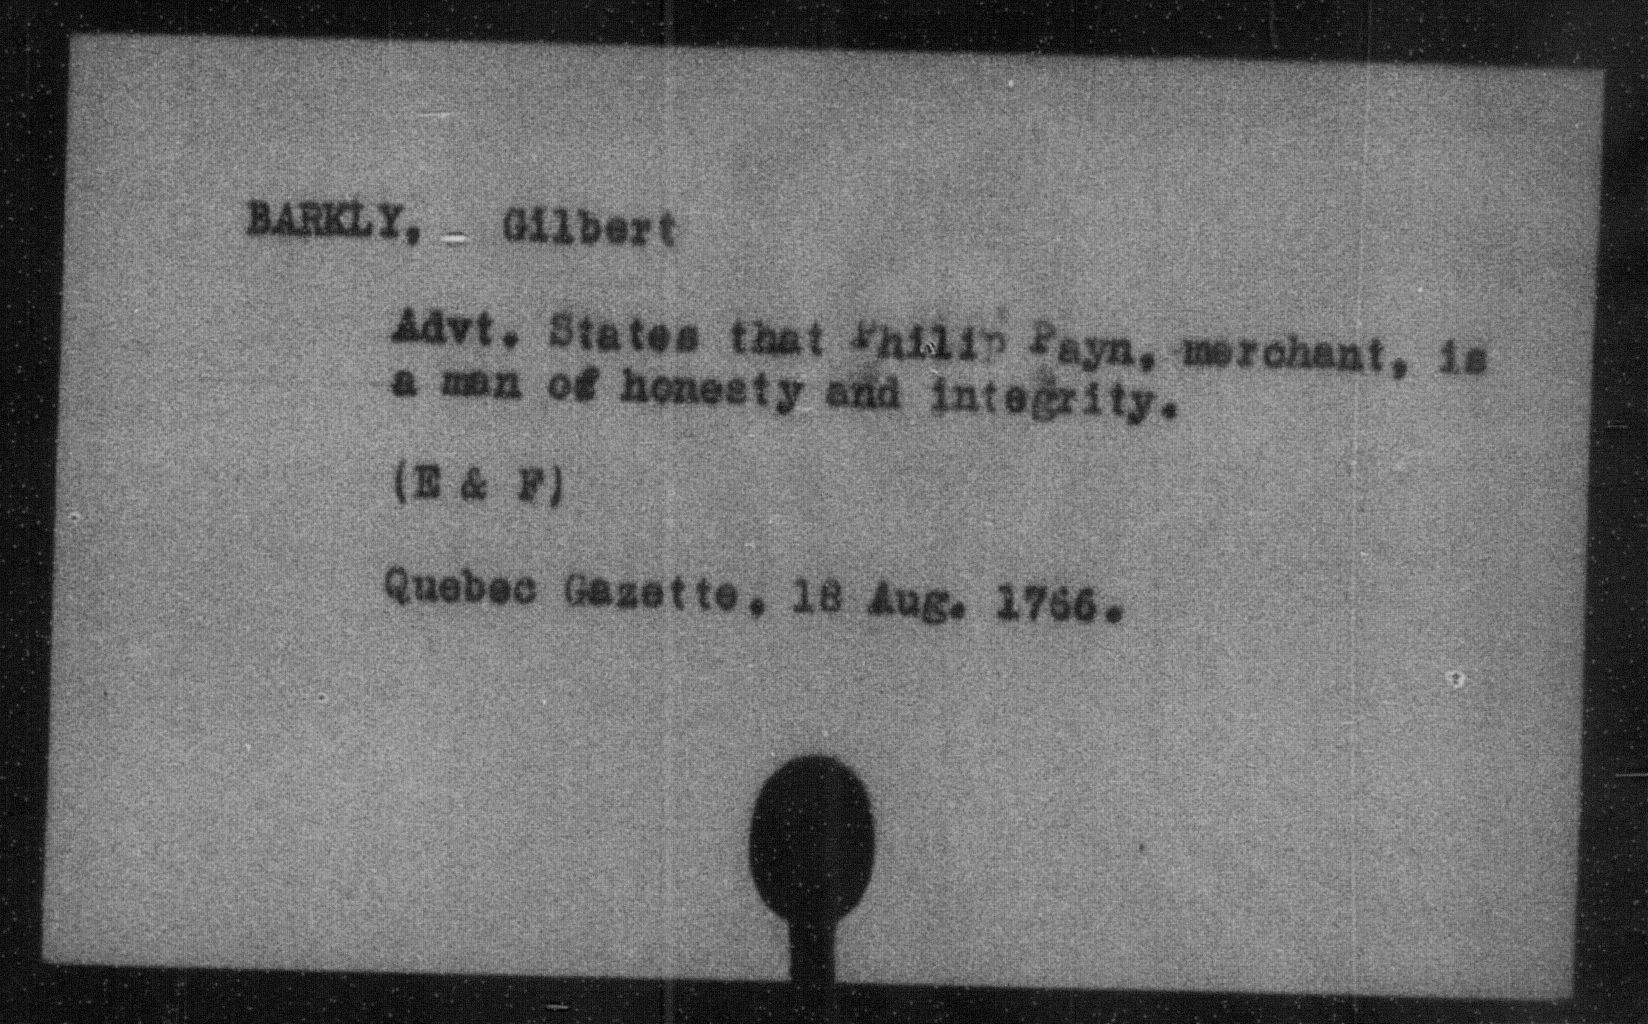 BARKLY, - Gilbert
Advt. States that Philip Payn, merchant, is
a man of honesty and integrity.
(E & F)
Quebec Gazette, 18 Aug. 1766.